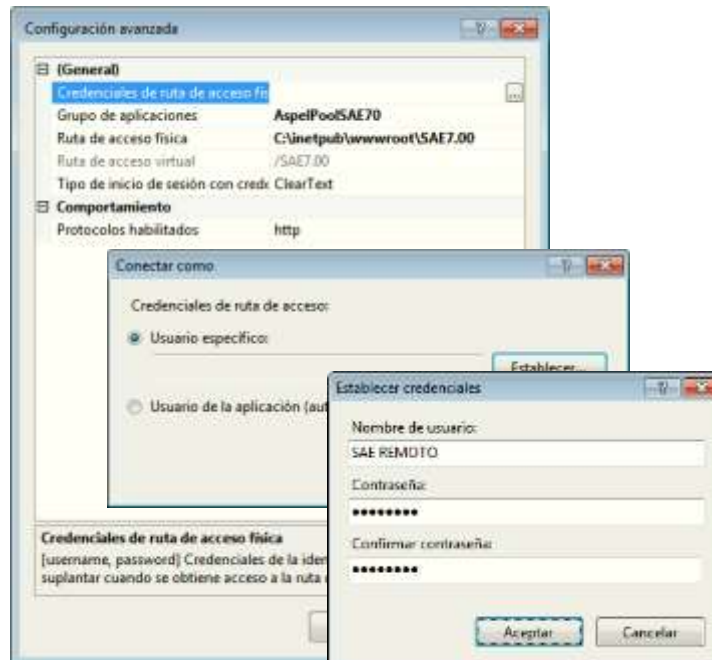 Configuración avanzada
(General)
Credenciales de ruta de acceso fís
Grupo de aplicaciones AspelPoolSAE70
Ruta de acceso física C:\inetpub\wwwroot\SAE7.00
Ruta de acceso virtual /SAE7.00
Tipo de inicio de sesión con crede ClearText
Comportamiento
Protocolos habilitados http
Conectar como
Credenciales de ruta de acceso:
Usuario específico:
Establecer...
Usuario de la aplicación (aut
Establecer credenciales
Nombre de usuario:
SAE REMOTO
Contraseña:
••••••••
Confirmar contraseña:
••••••••
Aceptar Cancelar
Credenciales de ruta de acceso física
[username, password] Credenciales de la iden
suplantar cuando se obtiene acceso a la ruta